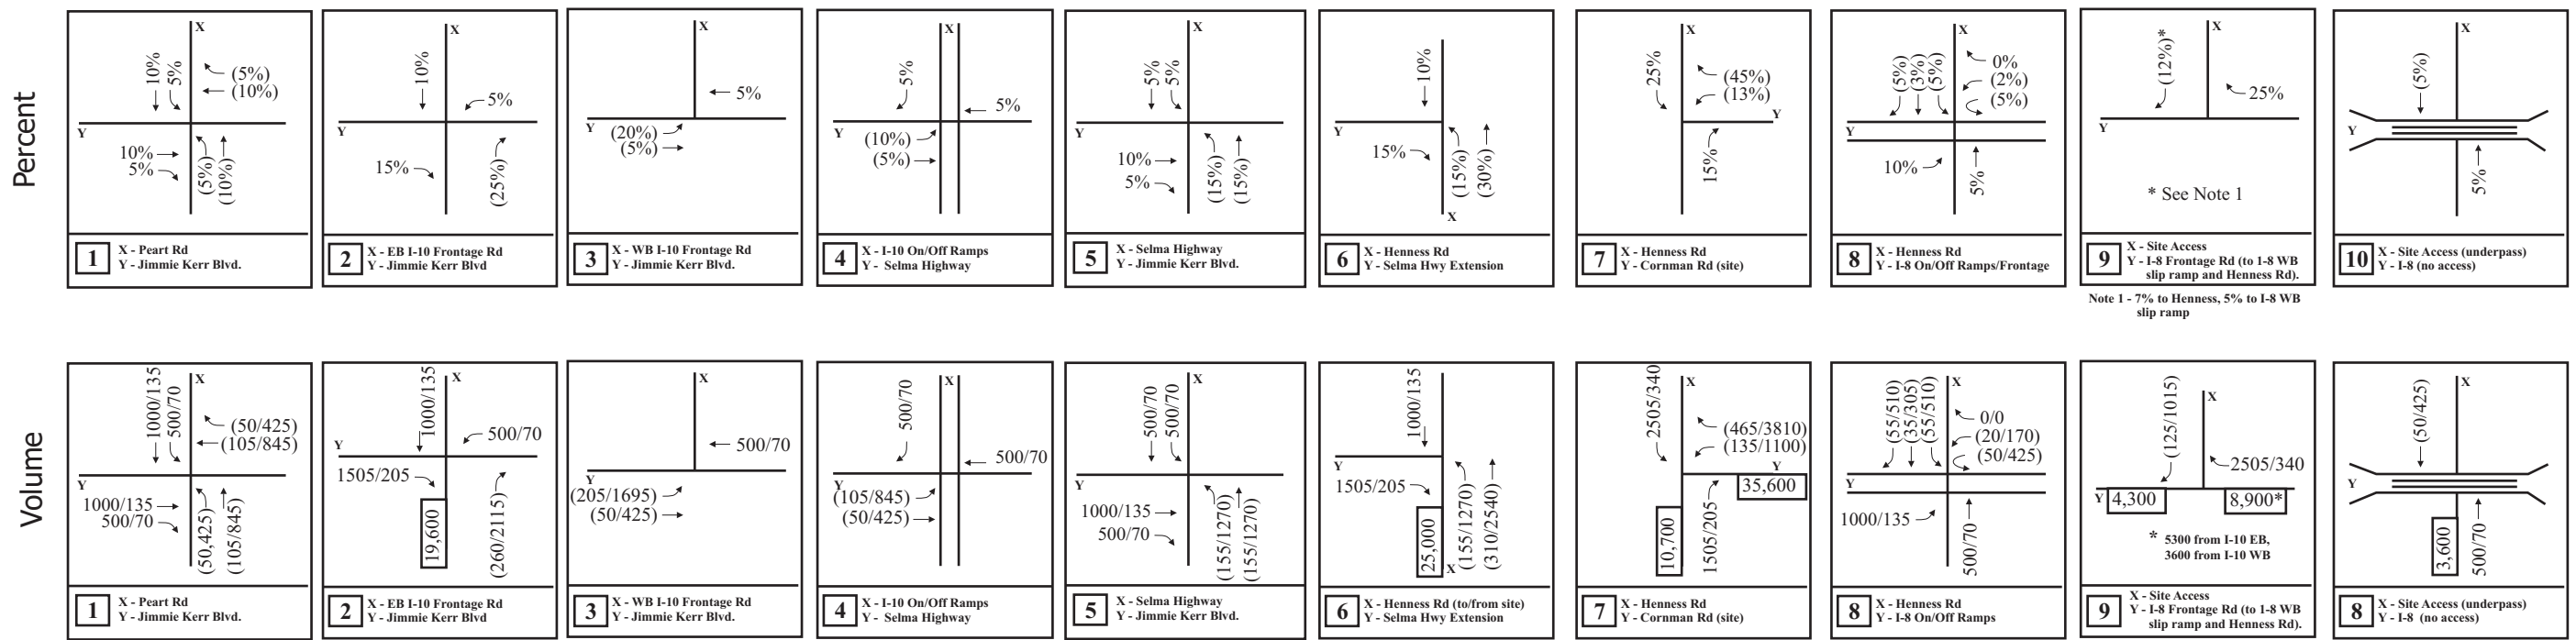 Percent
X
10%
5%
(5%)
(10%)
Y
10%
5%
(5%)
(10%)
1
X - Peart Rd
Y - Jimmie Kerr Blvd.
X
10%
5%
Y
15%
(25%)
2
X - EB I-10 Frontage Rd
Y - Jimmie Kerr Blvd
X
5%
Y
(20%)
(5%)
3
X - WB I-10 Frontage Rd
Y - Jimmie Kerr Blvd.
X
5%
5%
Y
(10%)
(5%)
4
X - I-10 On/Off Ramps
Y - Selma Highway
X
5%
5%
Y
10%
5%
(15%)
(15%)
5
X - Selma Highway
Y - Jimmie Kerr Blvd.
10%
Y
15%
(15%)
(30%)
X
6
X - Henness Rd
Y - Selma Hwy Extension
X
25%
(45%)
(13%)
Y
15%
7
X - Henness Rd
Y - Cornman Rd (site)
X
(5%)
(3%)
(5%)
0%
(2%)
(5%)
Y
10%
5%
8
X - Henness Rd
Y - I-8 On/Off Ramps/Frontage
X
(12%)*
25%
Y
* See Note 1
9
X - Site Access
Y - I-8 Frontage Rd (to 1-8 WB
slip ramp and Henness Rd).
Note 1 - 7% to Henness, 5% to I-8 WB
slip ramp
X
(5%)
Y
5%
10
X - Site Access (underpass)
Y - I-8 (no access)
Volume
X
1000/135
500/70
(50/425)
(105/845)
Y
1000/135
500/70
(50,425)
(105/845)
1
X - Peart Rd
Y - Jimmie Kerr Blvd.
X
1000/135
500/70
Y
1505/205
19,600
(260/2115)
2
X - EB I-10 Frontage Rd
Y - Jimmie Kerr Blvd
X
500/70
Y
(205/1695)
(50/425)
3
X - WB I-10 Frontage Rd
Y - Jimmie Kerr Blvd.
X
500/70
500/70
Y
(105/845)
(50/425)
4
X - I-10 On/Off Ramps
Y - Selma Highway
X
500/70
500/70
Y
1000/135
500/70
(155/1270)
(155/1270)
5
X - Selma Highway
Y - Jimmie Kerr Blvd.
1000/135
Y
1505/205
25,000
X
(155/1270)
(310/2540)
6
X - Henness Rd (to/from site)
Y - Selma Hwy Extension
2505/340
X
(465/3810)
(135/1100)
Y
35,600
10,700
1505/205
7
X - Henness Rd
Y - Cornman Rd (site)
X
(55/510)
(35/305)
(55/510)
0/0
(20/170)
(50/425)
Y
1000/135
500/70
8
X - Henness Rd
Y - I-8 On/Off Ramps
(125/1015)
X
2505/340
Y
4,300
8,900*
* 5300 from I-10 EB,
3600 from I-10 WB
9
X - Site Access
Y - I-8 Frontage Rd (to 1-8 WB
slip ramp and Henness Rd).
X
(50/425)
Y
3,600
500/70
8
X - Site Access (underpass)
Y - I-8 (no access)